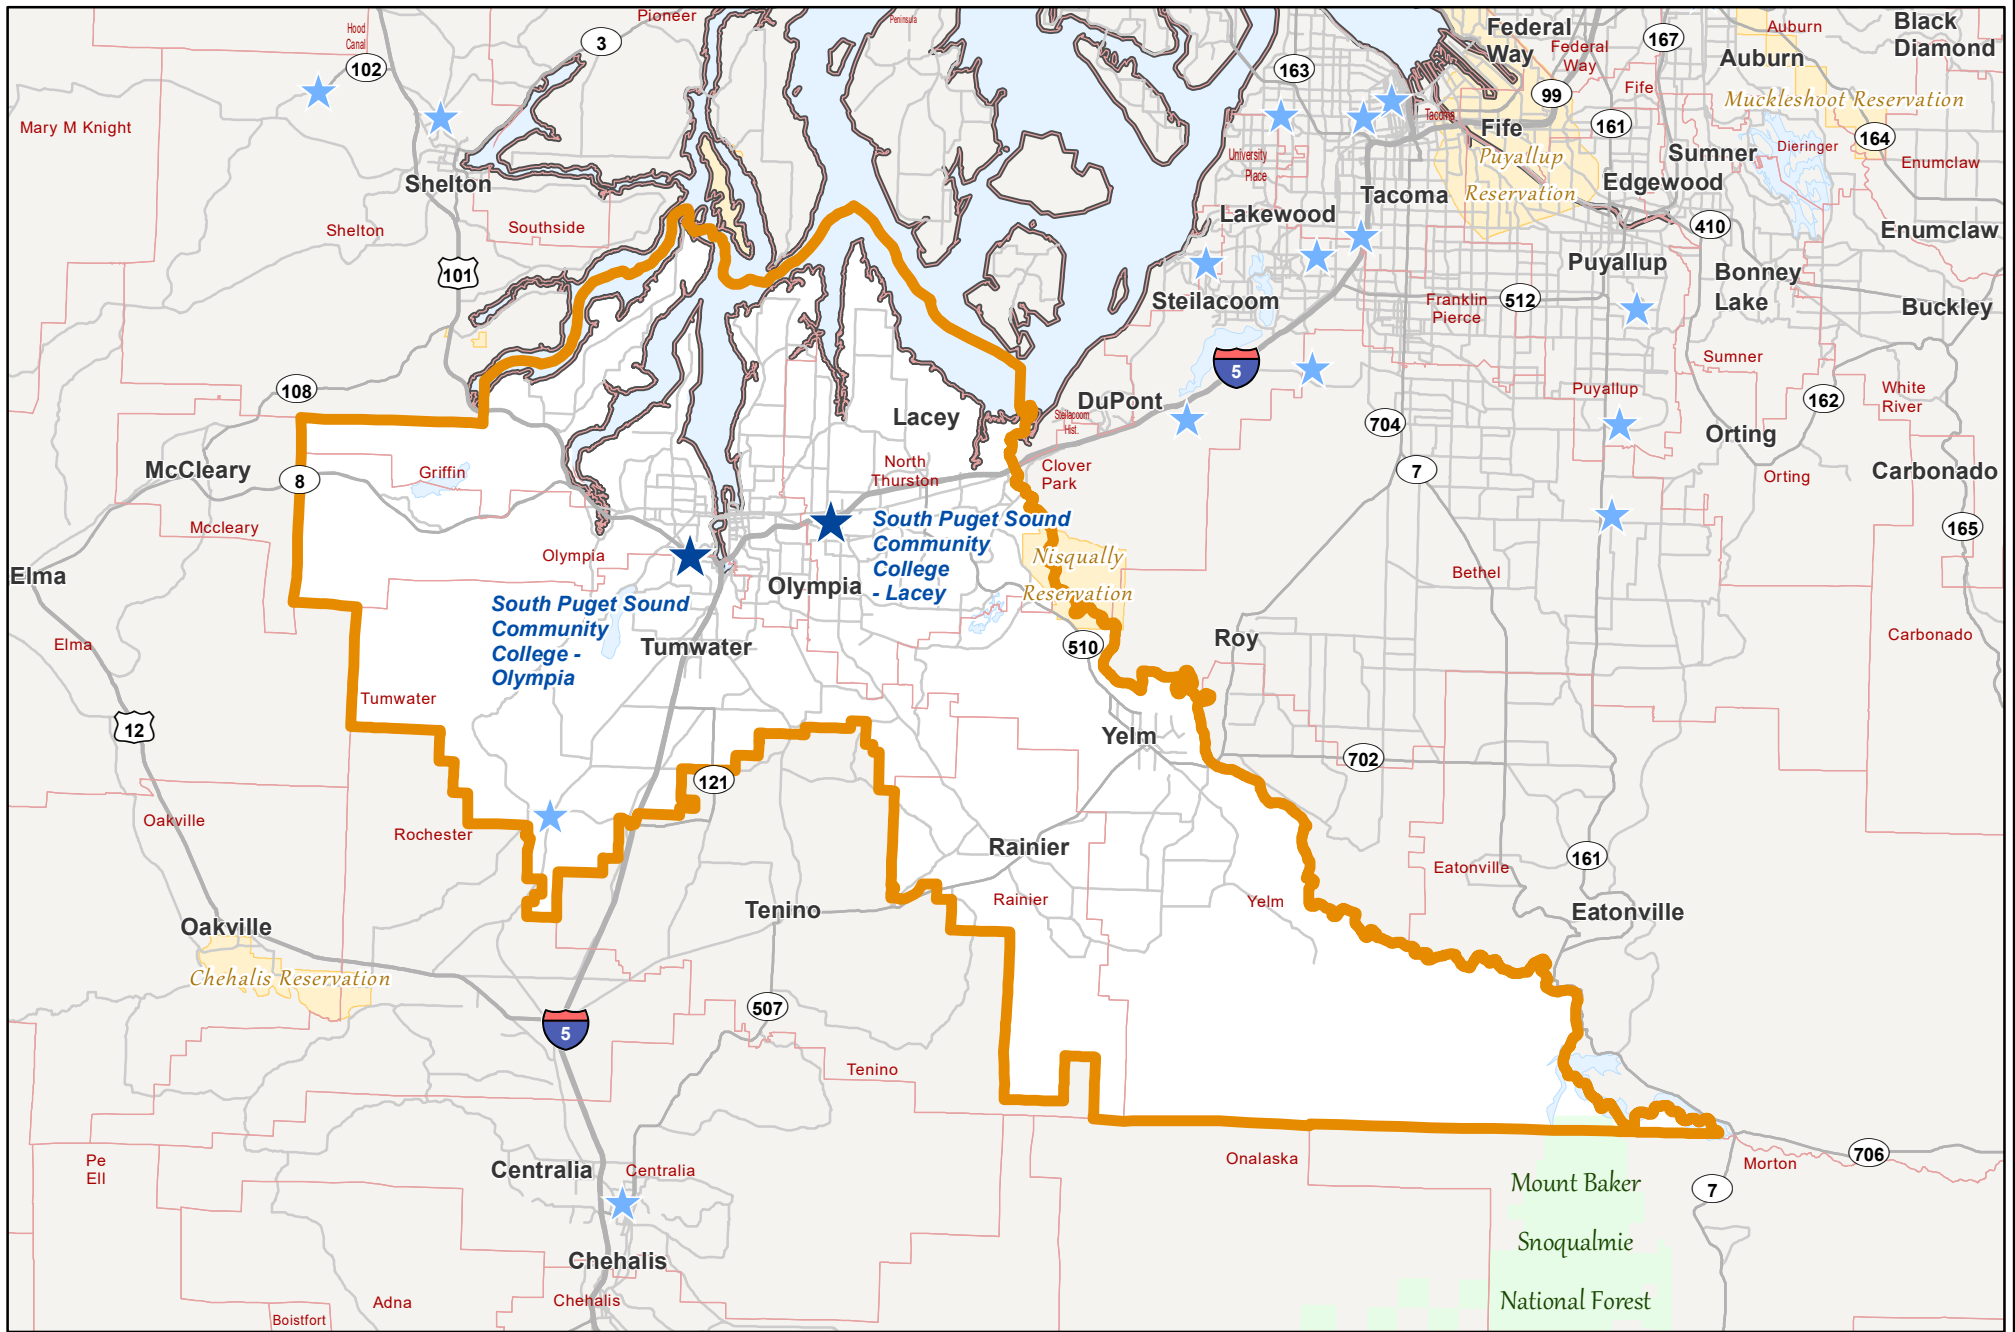 Pioneer
Hood
Canal
3
102
Peninsula
163
Federal
Way
Federal
Way
167
Auburn
Auburn
Black
Diamond
Mary M Knight
99
Fife
Muckleshoot Reservation
Tacoma
Fife
161
164
Shelton
University
Place
Puyallup
Reservation
Sumner
Dieringer
Enumclaw
Edgewood
Tacoma
Shelton
Southside
Lakewood
410
Enumclaw
101
Puyallup
Bonney
Lake
Steilacoom
Franklin
Pierce
512
Buckley
5
Sumner
108
DuPont
Puyallup
162
White
River
Lacey
Steilacoom
Hist.
704
Orting
McCleary
8
Griffin
North
Thurston
Clover
Park
7
Orting
Carbonado
Mccleary
South Puget Sound
Community
College
- Lacey
165
Olympia
Nisqually
Reservation
Elma
Olympia
Bethel
South Puget Sound
Community
College -
Olympia
Elma
Tumwater
510
Roy
Carbonado
Tumwater
12
Yelm
702
121
Oakville
Rochester
Rainier
161
Eatonville
Rainier
Yelm
Tenino
Eatonville
Oakville
Chehalis Reservation
507
5
Tenino
Pe
Ell
Centralia
Centralia
Onalaska
Morton
706
Mount Baker
Snoqualmie
National Forest
7
Chehalis
Adna
Chehalis
Boistfort